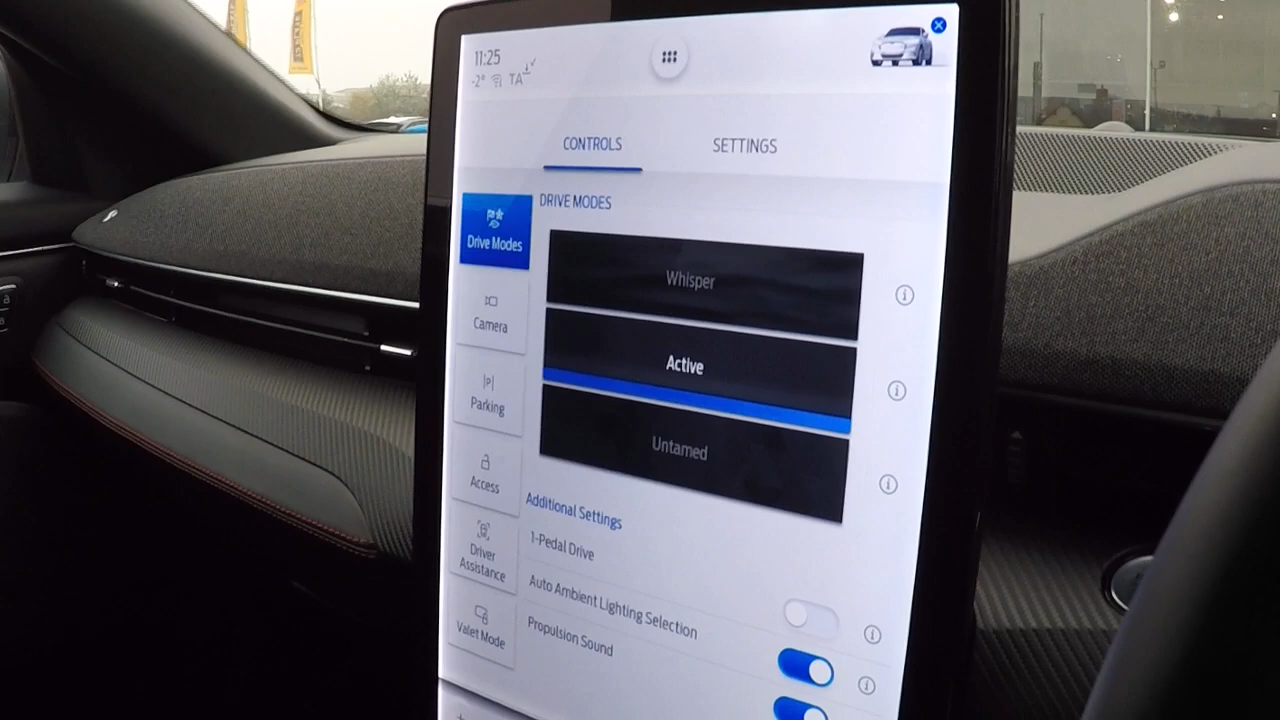 11:25
-2° TA
CONTROLS SETTINGS
DRIVE MODES
Drive Modes
Whisper
Camera
Active
Parking
Untamed
Access
Additional Settings
1-Pedal Drive
Driver
Assistance
Auto Ambient Lighting Selection
Valet Mode
Propulsion Sound